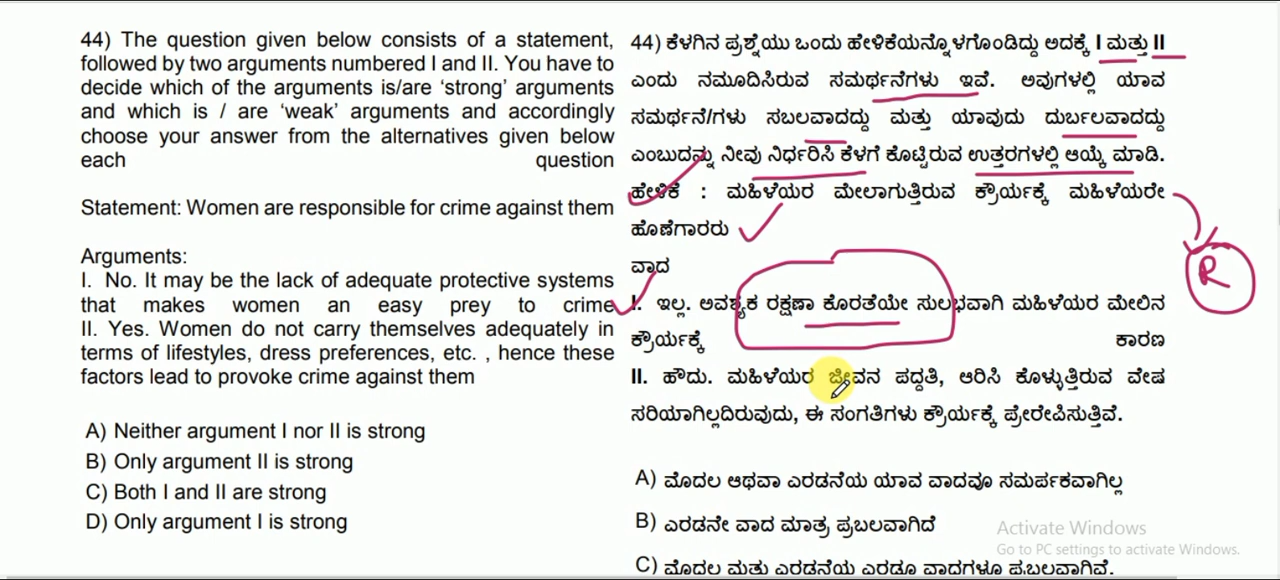 44) The question given below consists of a statement,
followed by two arguments numbered I and II. You have to
decide which of the arguments is/are ‘strong’ arguments
and which is / are ‘weak’ arguments and accordingly
choose your answer from the alternatives given below
each question
Statement: Women are responsible for crime against them
Arguments:
I. No. It may be the lack of adequate protective systems
that makes women an easy prey to crime
II. Yes. Women do not carry themselves adequately in
terms of lifestyles, dress preferences, etc. , hence these
factors lead to provoke crime against them
A) Neither argument I nor II is strong
B) Only argument II is strong
C) Both I and II are strong
D) Only argument I is strong
44) ಕೆಳಗಿನ ಪ್ರಶ್ನೆಯು ಒಂದು ಹೇಳಿಕೆಯನ್ನೊಳಗೊಂಡಿದ್ದು ಅದಕ್ಕೆ I ಮತ್ತು II
ಎಂದು ನಮೂದಿಸಿರುವ ಸಮರ್ಥನೆಗಳು ಇವೆ. ಅವುಗಳಲ್ಲಿ ಯಾವ
ಸಮರ್ಥನೆ/ಗಳು ಸಬಲವಾದದ್ದು ಮತ್ತು ಯಾವುದು ದುರ್ಬಲವಾದದ್ದು
ಎಂಬುದನ್ನು ನೀವು ನಿರ್ಧರಿಸಿ ಕೆಳಗೆ ಕೊಟ್ಟಿರುವ ಉತ್ತರಗಳಲ್ಲಿ ಆಯ್ಕೆ ಮಾಡಿ.
ಹೇಳಿಕೆ : ಮಹಿಳೆಯರ ಮೇಲಾಗುತ್ತಿರುವ ಕ್ರೌರ್ಯಕ್ಕೆ ಮಹಿಳೆಯರೇ
ಹೊಣೆಗಾರರು
R
ವಾದ
I. ಇಲ್ಲ. ಅವಶ್ಯಕ ರಕ್ಷಣಾ ಕೊರತೆಯೇ ಸುಲಭವಾಗಿ ಮಹಿಳೆಯರ ಮೇಲಿನ
ಕ್ರೌರ್ಯಕ್ಕೆ ಕಾರಣ
II. ಹೌದು. ಮಹಿಳೆಯರ ಜೀವನ ಪದ್ದತಿ, ಆರಿಸಿ ಕೊಳ್ಳುತ್ತಿರುವ ವೇಷ
ಸರಿಯಾಗಿಲ್ಲದಿರುವುದು, ಈ ಸಂಗತಿಗಳು ಕ್ರೌರ್ಯಕ್ಕೆ ಪ್ರೇರೇಪಿಸುತ್ತಿವೆ.
A) ಮೊದಲ ಅಥವಾ ಎರಡನೆಯ ಯಾವ ವಾದವೂ ಸಮರ್ಪಕವಾಗಿಲ್ಲ
B) ಎರಡನೇ ವಾದ ಮಾತ್ರ ಪ್ರಬಲವಾಗಿದೆ
C) ಮೊದಲ ಮತ್ತು ಎರಡನೆಯ ಎರಡೂ ವಾದಗಳೂ ಪ್ರಬಲವಾಗಿವೆ.
Activate Windows
Go to PC settings to activate Windows.